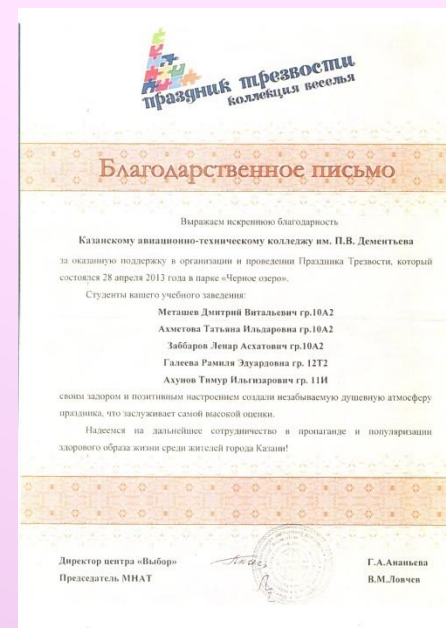 праздник трезвости
коллекция веселья
Благодарственное письмо
Выражаем искреннюю благодарность
Казанскому авиационно-техническому колледжу им. П.В. Дементьева
за оказанную поддержку в организации и проведении Праздника Трезвости, который
состоялся 28 апреля 2013 года в парке «Черное озеро».
Студенты вашего учебного заведения:
Меташев Дмитрий Витальевич гр.10А2
Ахметова Татьяна Ильдаровна гр.10А2
Заббаров Ленар Асхатович гр.10А2
Галеева Рамиля Эдуардовна гр. 12Т2
Ахунов Тимур Ильгизарович гр. 11И
своим задором и позитивным настроением создали незабываемую душевную атмосферу
праздника, что заслуживает самой высокой оценки.
Надеемся на дальнейшее сотрудничество в пропаганде и популяризации
здорового образа жизни среди жителей города Казани!
Директор центра «Выбор» Г.А.Ананьева
Председатель МНАТ В.М.Ловчев